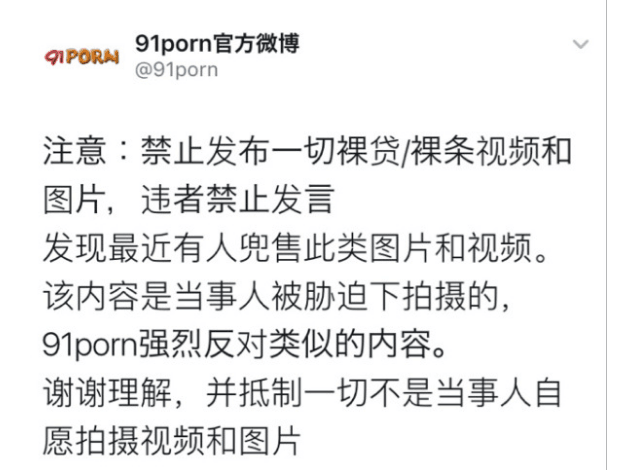 91PORN
91porn官方微博
@91porn
注意：禁止发布一切裸贷/裸条视频和
图片，违者禁止发言
发现最近有人兜售此类图片和视频。
该内容是当事人被胁迫下拍摄的，
91porn强烈反对类似的内容。
谢谢理解，并抵制一切不是当事人自
愿拍摄视频和图片